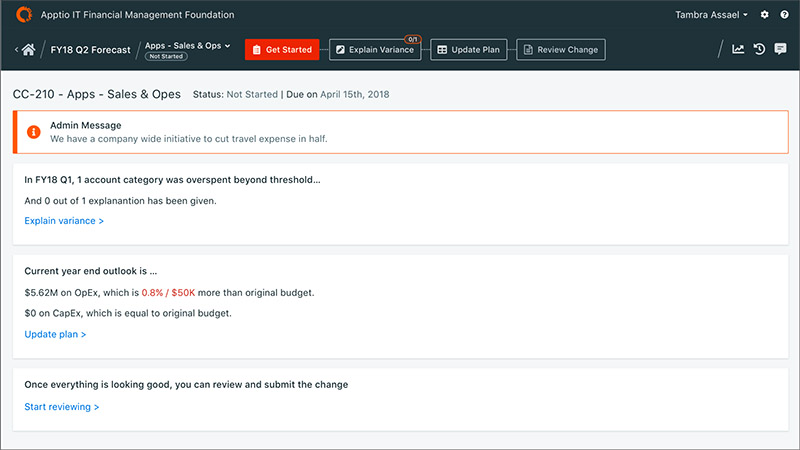 Apptio IT Financial Management Foundation
Tambra Assael
FY18 Q2 Forecast
Apps - Sales & Ops
Not Started
Get Started
Explain Variance
0/1
Update Plan
Review Change
CC-210 - Apps - Sales & Opes
Status: Not Started | Due on April 15th, 2018
Admin Message
We have a company wide initiative to cut travel expense in half.
In FY18 Q1, 1 account category was overspent beyond threshold...
And 0 out of 1 explanantion has been given.
Explain variance >
Current year end outlook is ...
$5.62M on OpEx, which is 0.8% / $50K more than original budget.
$0 on CapEx, which is equal to original budget.
Update plan >
Once everything is looking good, you can review and submit the change
Start reviewing >